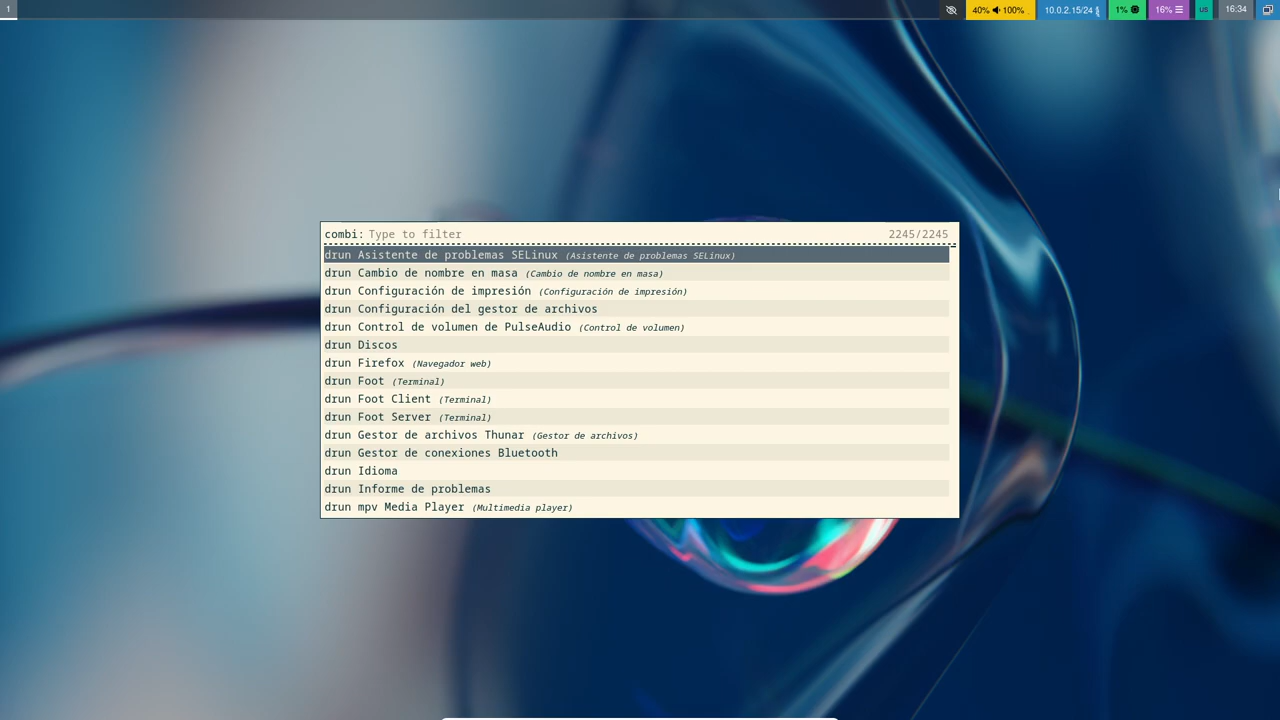 1
40% 100%
10.0.2.15/24
1%
16%
us
16:34
combi: Type to filter 2245/2245
drun Asistente de problemas SELinux (Asistente de problemas SELinux)
drun Cambio de nombre en masa (Cambio de nombre en masa)
drun Configuración de impresión (Configuración de impresión)
drun Configuración del gestor de archivos
drun Control de volumen de PulseAudio (Control de volumen)
drun Discos
drun Firefox (Navegador web)
drun Foot (Terminal)
drun Foot Client (Terminal)
drun Foot Server (Terminal)
drun Gestor de archivos Thunar (Gestor de archivos)
drun Gestor de conexiones Bluetooth
drun Idioma
drun Informe de problemas
drun mpv Media Player (Multimedia player)